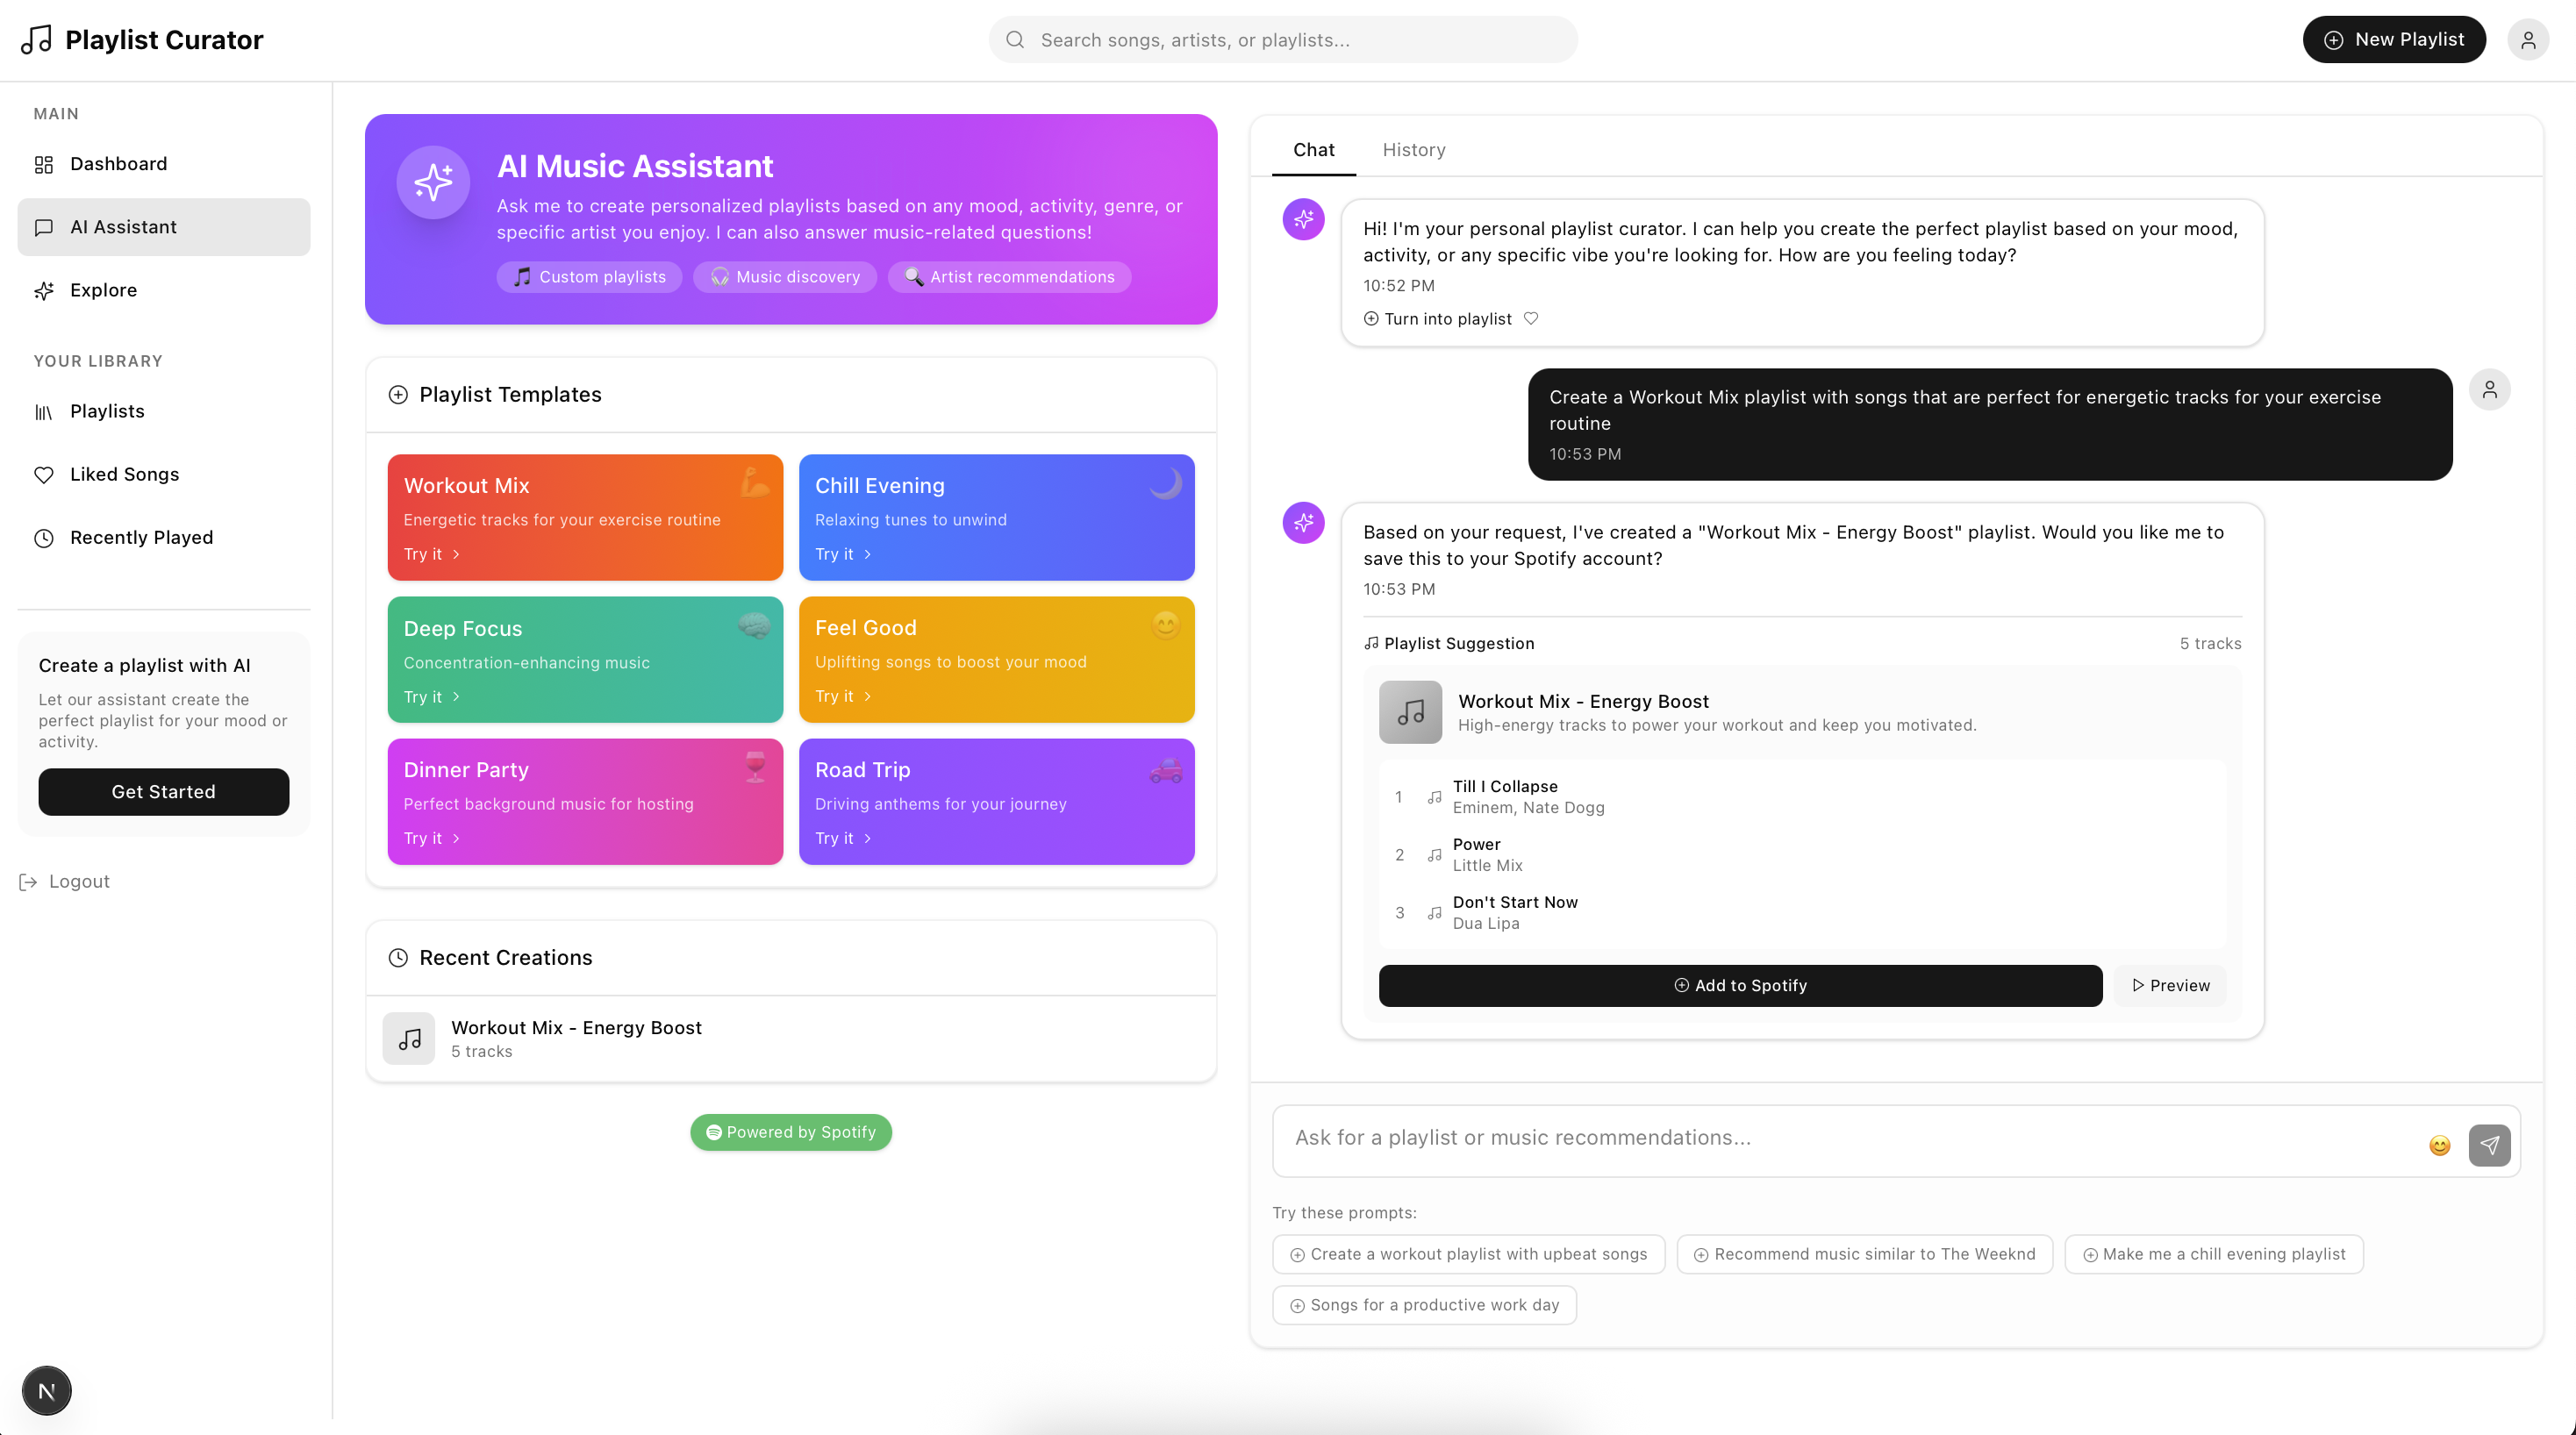 Playlist Curator
Search songs, artists, or playlists...
New Playlist
MAIN
Dashboard
AI Assistant
Explore
YOUR LIBRARY
Playlists
Liked Songs
Recently Played
Create a playlist with AI
Let our assistant create the
perfect playlist for your mood or
activity.
Get Started
Logout
N
AI Music Assistant
Ask me to create personalized playlists based on any mood, activity, genre, or
specific artist you enjoy. I can also answer music-related questions!
Custom playlists
Music discovery
Artist recommendations
Playlist Templates
Workout Mix
Energetic tracks for your exercise routine
Try it
Chill Evening
Relaxing tunes to unwind
Try it
Deep Focus
Concentration-enhancing music
Try it
Feel Good
Uplifting songs to boost your mood
Try it
Dinner Party
Perfect background music for hosting
Try it
Road Trip
Driving anthems for your journey
Try it
Recent Creations
Workout Mix - Energy Boost
5 tracks
Powered by Spotify
Chat
History
Hi! I'm your personal playlist curator. I can help you create the perfect playlist based on your mood,
activity, or any specific vibe you're looking for. How are you feeling today?
10:52 PM
Turn into playlist
Create a Workout Mix playlist with songs that are perfect for energetic tracks for your exercise
routine
10:53 PM
Based on your request, I've created a "Workout Mix - Energy Boost" playlist. Would you like me to
save this to your Spotify account?
10:53 PM
Playlist Suggestion
5 tracks
Workout Mix - Energy Boost
High-energy tracks to power your workout and keep you motivated.
1
Till I Collapse
Eminem, Nate Dogg
2
Power
Little Mix
3
Don't Start Now
Dua Lipa
Add to Spotify
Preview
Ask for a playlist or music recommendations...
Try these prompts:
Create a workout playlist with upbeat songs
Recommend music similar to The Weeknd
Make me a chill evening playlist
Songs for a productive work day